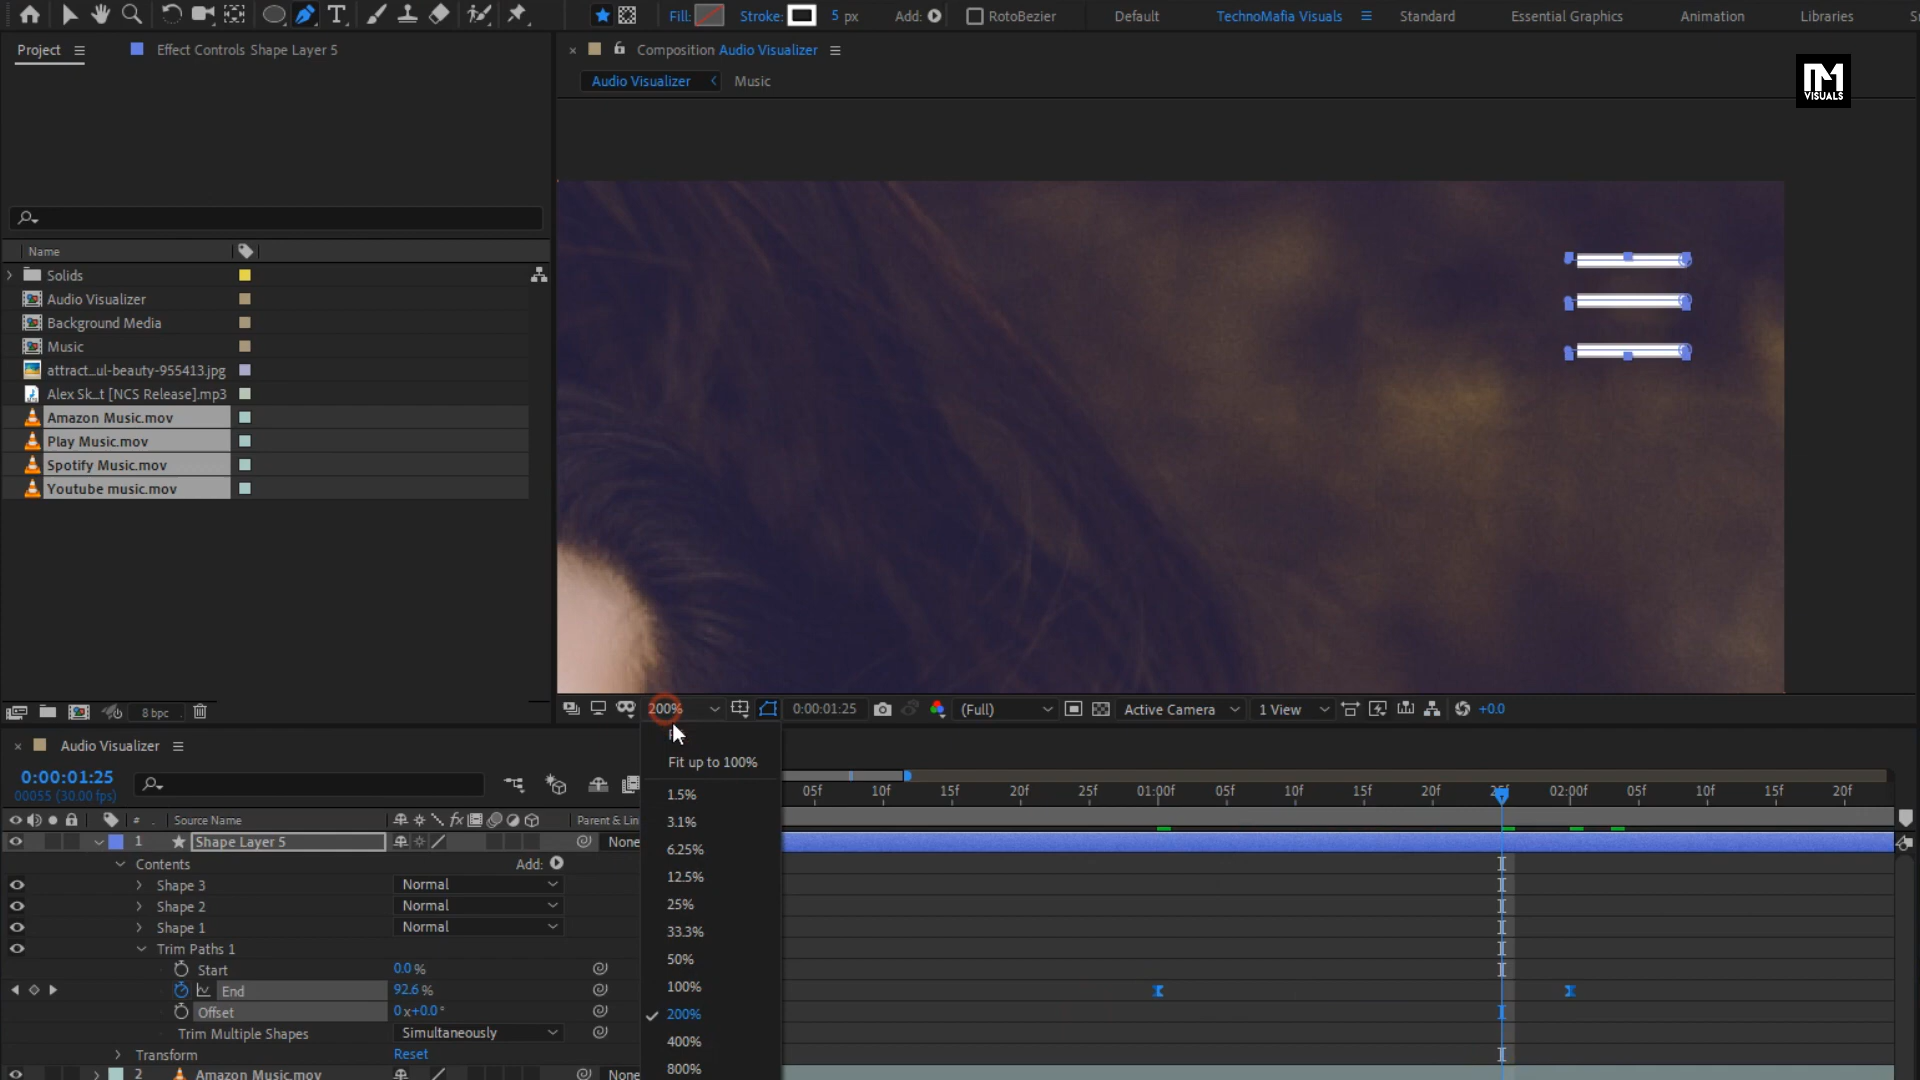 Fill:
Stroke:
5 px
Add:
RotoBezier
Default
TechnoMafia Visuals
Standard
Essential Graphics
Animation
Libraries
Project
Effect Controls Shape Layer 5
Composition Audio Visualizer
Audio Visualizer
Music
VISUALS
Name
Solids
Audio Visualizer
Background Media
Music
attract...ul-beauty-955413.jpg
Alex Sk...t [NCS Release].mp3
Amazon Music.mov
Play Music.mov
Spotify Music.mov
Youtube music.mov
8 bpc
200%
0:00:01:25
(Full)
Active Camera
1 View
+0.0
Fit up to 100%
1.5%
3.1%
6.25%
12.5%
25%
33.3%
50%
100%
200%
400%
800%
Audio Visualizer
0:00:01:25
00055 (30.00 fps)
05f 10f 15f 20f 01:00f 05f 10f 15f 20f 02:00f 05f 10f 15f 20f
# Source Name
Parent & Lin
1 Shape Layer 5 None
Contents Add:
Shape 3 Normal
Shape 2 Normal
Shape 1 Normal
Trim Paths 1
Start 0.0 %
End 92.6 %
Offset 0x+0.0°
Trim Multiple Shapes Simultaneously
Transform Reset
2 Amazon Music.mov None